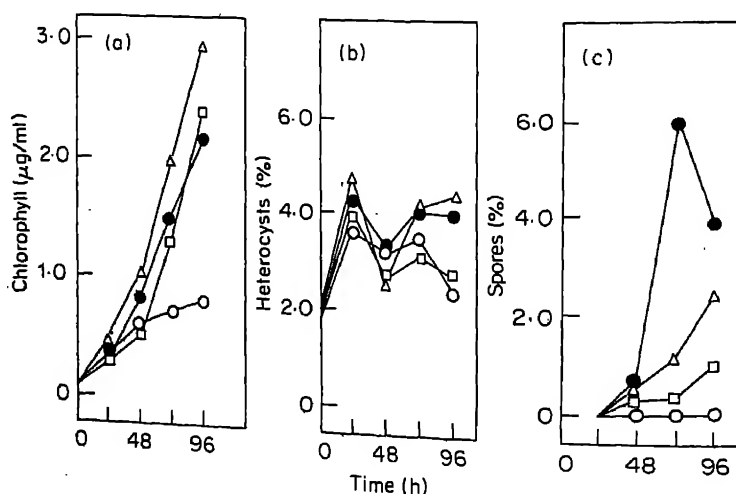 (a)
Chlorophyll (μg/ml)
3·0
2·0
1·0
0
0 48 96
(b)
Heterocysts (%)
6·0
4·0
2·0
0
0 48 96
Time (h)
(c)
Spores (%)
6.0
4.0
2.0
0
0 48 96